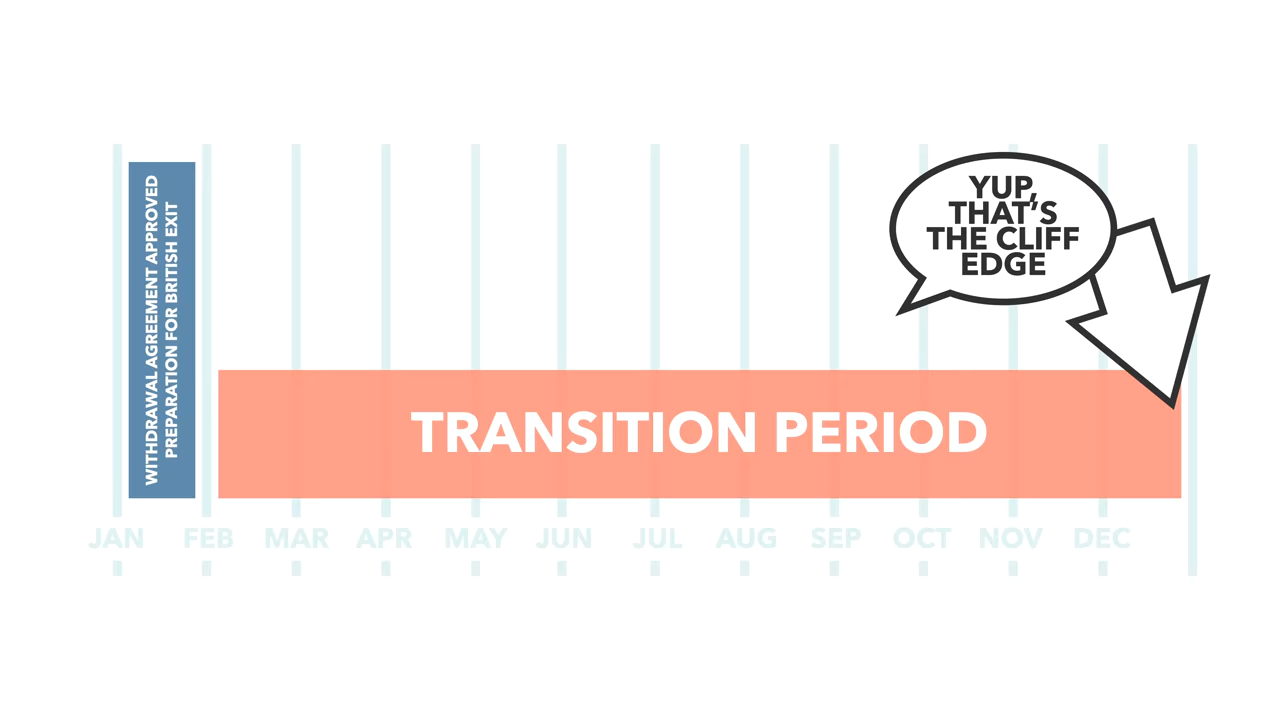 WITHDRAWAL AGREEMENT APPROVED
PREPARATION FOR BRITISH EXIT
YUP,
THAT'S
THE CLIFF
EDGE
TRANSITION PERIOD
JAN FEB MAR APR MAY JUN JUL AUG SEP OCT NOV DEC